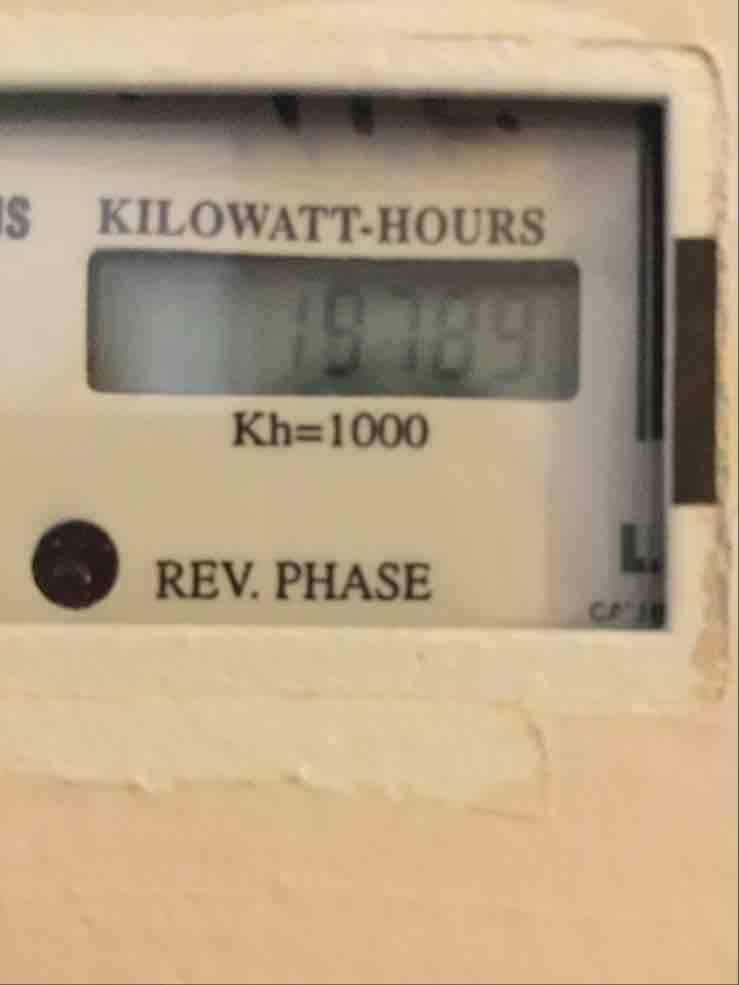 KILOWATT-HOURS
19789
Kh=1000
REV. PHASE